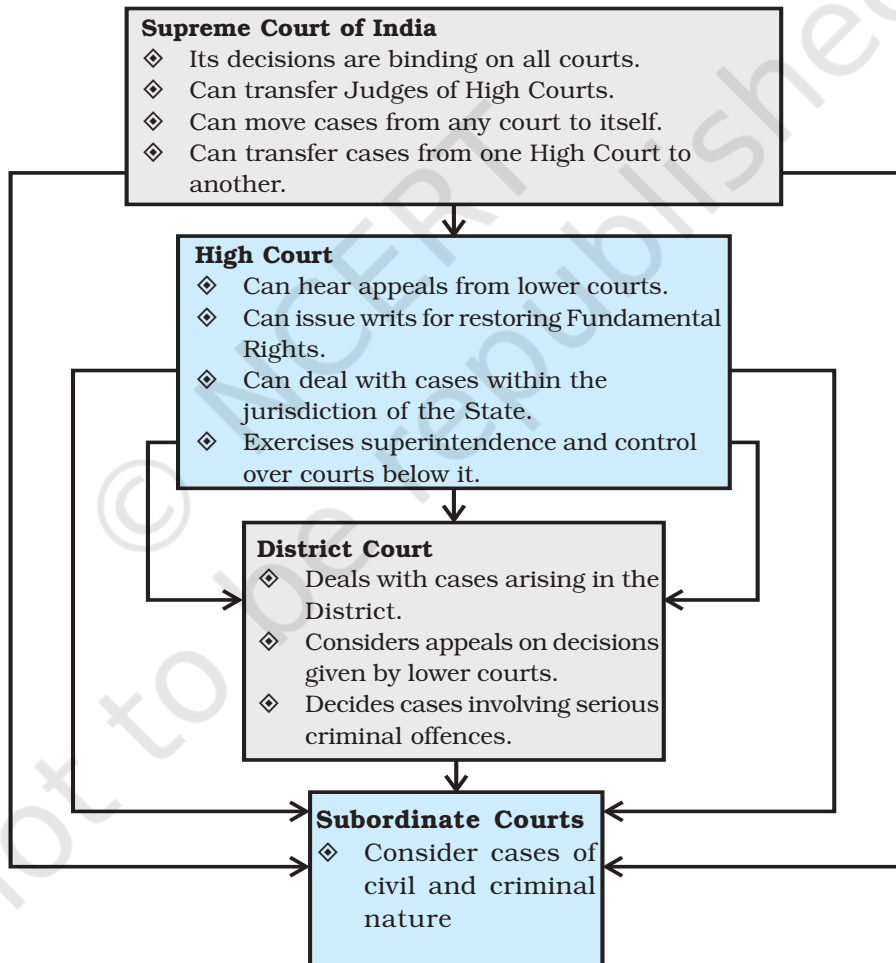 Supreme Court of India
◈ Its decisions are binding on all courts.
◈ Can transfer Judges of High Courts.
◈ Can move cases from any court to itself.
◈ Can transfer cases from one High Court to
another.
High Court
◈ Can hear appeals from lower courts.
◈ Can issue writs for restoring Fundamental
Rights.
◈ Can deal with cases within the
jurisdiction of the State.
◈ Exercises superintendence and control
over courts below it.
District Court
◈ Deals with cases arising in the
District.
◈ Considers appeals on decisions
given by lower courts.
◈ Decides cases involving serious
criminal offences.
Subordinate Courts
◈ Consider cases of
civil and criminal
nature
© NCERT
not to be republished